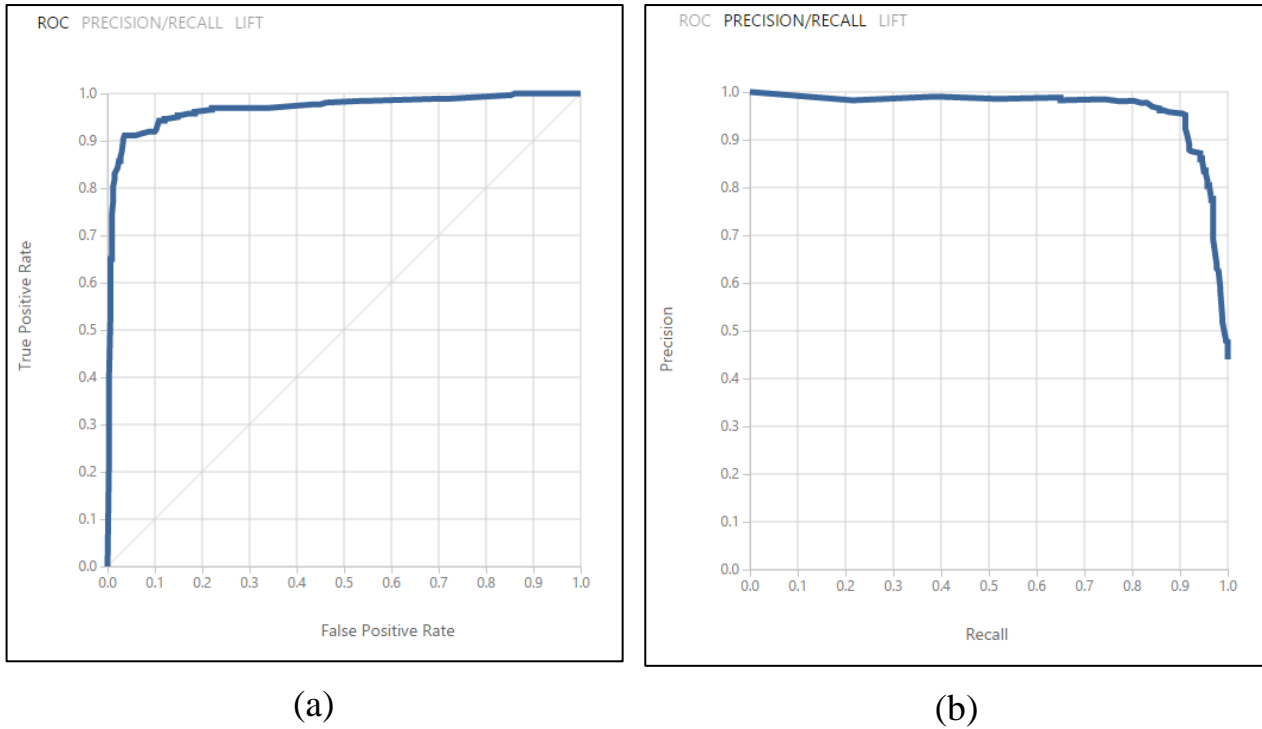 ROC PRECISION/RECALL LIFT
1.0
0.9
0.8
0.7
0.6
0.5
0.4
0.3
0.2
0.1
0.0
True Positive Rate
0.0 0.1 0.2 0.3 0.4 0.5 0.6 0.7 0.8 0.9 1.0
False Positive Rate
(a)
ROC PRECISION/RECALL LIFT
1.0
0.9
0.8
0.7
0.6
0.5
0.4
0.3
0.2
0.1
0.0
Precision
0.0 0.1 0.2 0.3 0.4 0.5 0.6 0.7 0.8 0.9 1.0
Recall
(b)